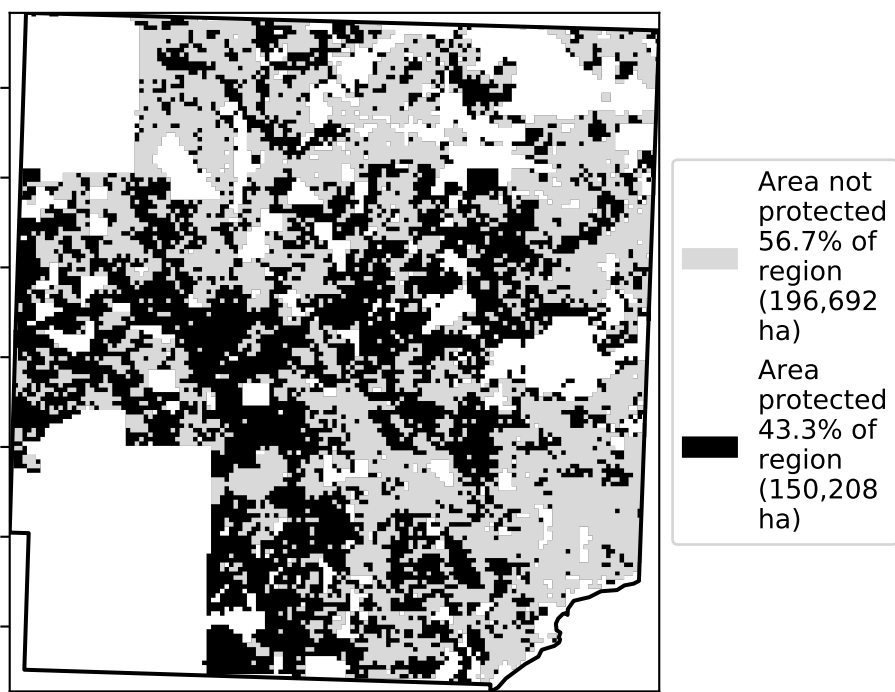 Area not
protected
56.7% of
region
(196,692
ha)
Area
protected
43.3% of
region
(150,208
ha)